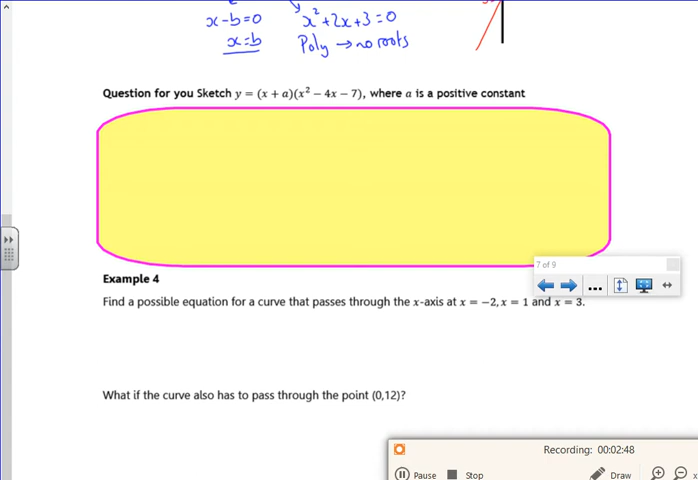 x-b=0 x²+2x+3=0
x=b Poly → no roots
Question for you Sketch y = (x + a)(x² − 4x − 7), where a is a positive constant
7 of 9
Example 4
Find a possible equation for a curve that passes through the x-axis at x = −2, x = 1 and x = 3.
What if the curve also has to pass through the point (0,12)?
Recording: 00:02:48
Pause Stop Draw